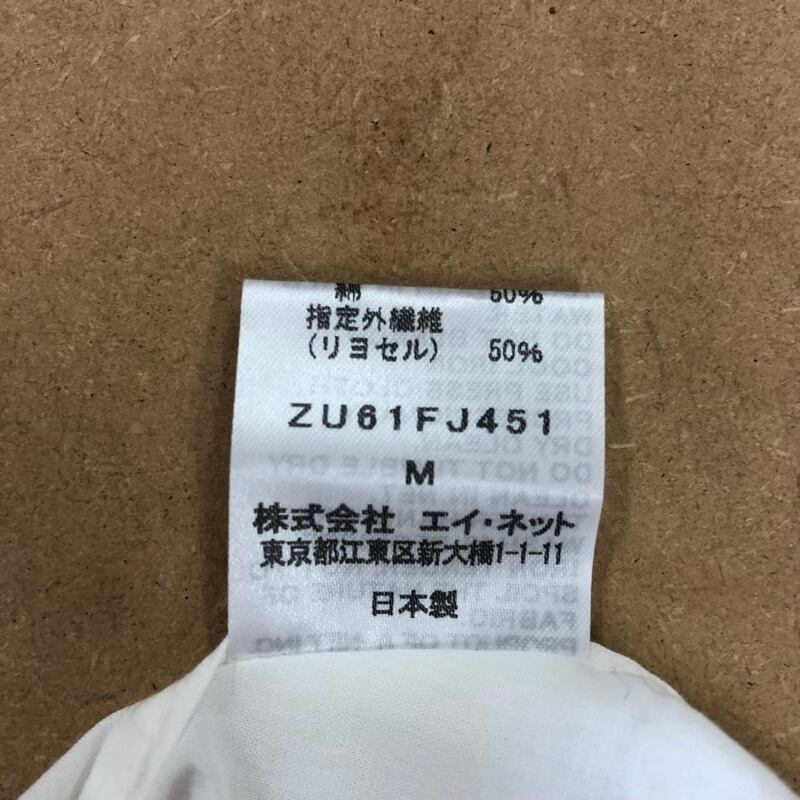 綿 50%
指定外繊維
(リヨセル) 50%
ZU61FJ451
M
株式会社 エイ・ネット
東京都江東区新大橋1-1-11
日本製